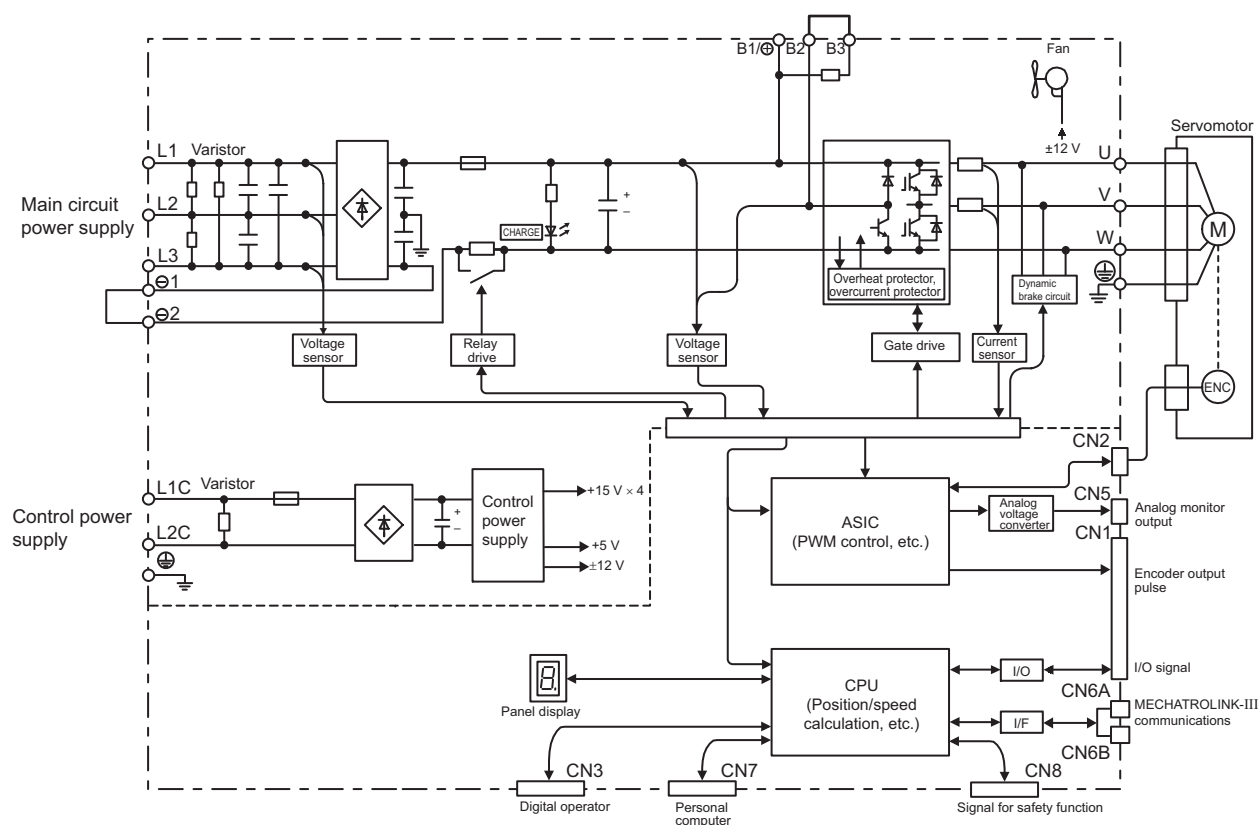 B1/⊕ B2 B3
Fan
±12 V
Servomotor
L1 Varistor
U
Main circuit
power supply
L2
V
CHARGE
+
–
W
M
L3
⊖1
⊖2
Overheat protector,
overcurrent protector
Dynamic
brake circuit
Voltage
sensor
Relay
drive
Voltage
sensor
Gate drive
Current
sensor
ENC
CN2
L1C Varistor
Control power
supply
L2C
+
–
Control
power
supply
+15 V × 4
+5 V
±12 V
ASIC
(PWM control, etc.)
Analog
voltage
converter
CN5
Analog monitor
output
CN1
Encoder output
pulse
8.
Panel display
CPU
(Position/speed
calculation, etc.)
I/O
I/O signal
CN6A
I/F
MECHATROLINK-III
communications
CN6B
CN3
Digital operator
CN7
Personal
computer
CN8
Signal for safety function